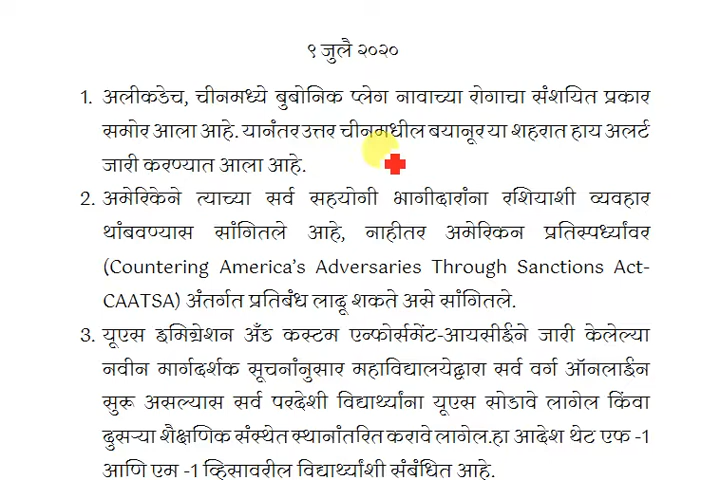 ९ जुलै २०२०
1. अलीकडेच, चीनमध्ये बुबोनिक प्लेग नावाच्या रोगाचा संशयित प्रकार
समोर आला आहे. यानंतर उत्तर चीनमधील बयानूर या शहरात हाय अलर्ट
जारी करण्यात आला आहे.
2. अमेरिकेने त्याच्या सर्व सहयोगी भागीदारांना रशियाशी व्यवहार
थांबवण्यास सांगितले आहे, नाहीतर अमेरिकन प्रतिस्पर्ध्यांवर
(Countering America's Adversaries Through Sanctions Act-
CAATSA) अंतर्गत प्रतिबंध लादू शकते असे सांगितले.
3. यूएस इमिग्रेशन अँड कस्टम एन्फोर्समेंट-आयसीईने जारी केलेल्या
नवीन मार्गदर्शक सूचनांनुसार महाविद्यालयेद्वारा सर्व वर्ग ऑनलाईन
सुरू असल्यास सर्व परदेशी विद्यार्थ्यांना यूएस सोडावे लागेल किंवा
दुसऱ्या शैक्षणिक संस्थेत स्थानांतरित करावे लागेल.हा आदेश थेट एफ -1
आणि एम -1 व्हिसावरील विद्यार्थ्यांशी संबंधित आहे.